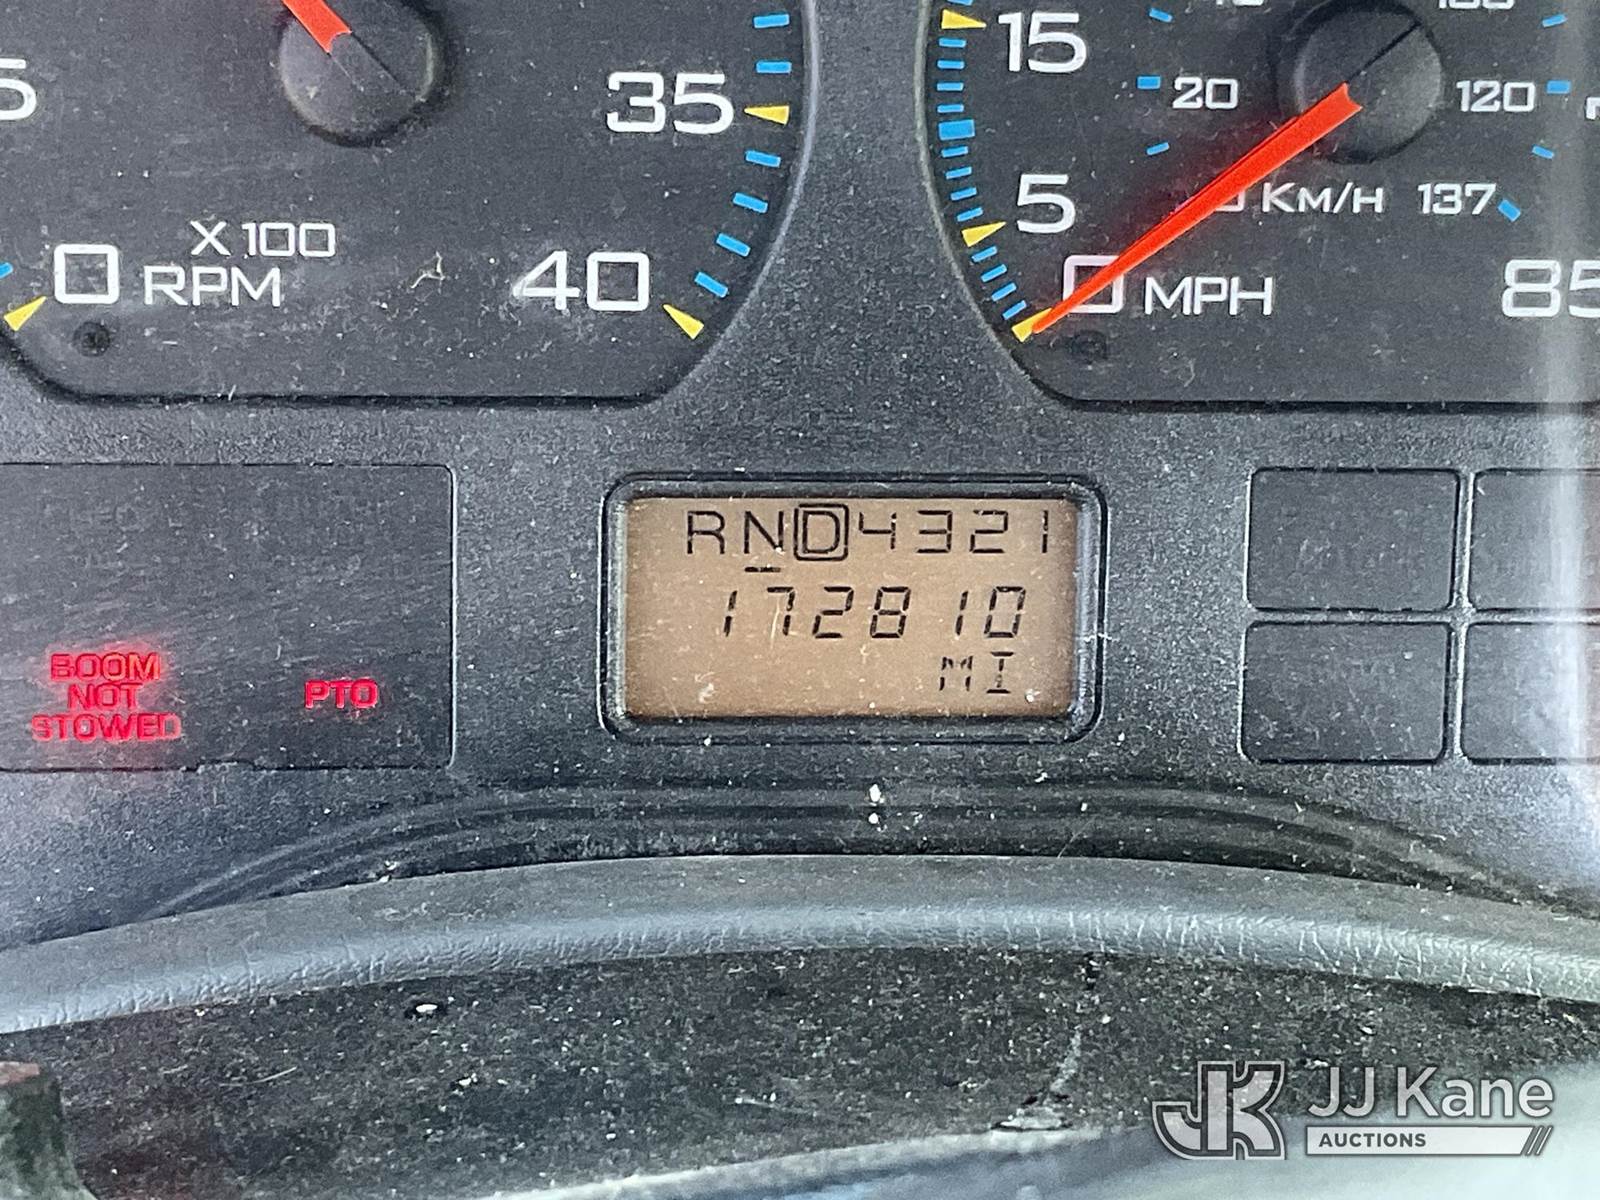 35
15
20
120
5
KM/H 137
X 100
0 RPM
40
0 MPH
85
RND4321
172810
MI
BOOM
NOT
STOWED
PTO
JJ Kane
AUCTIONS